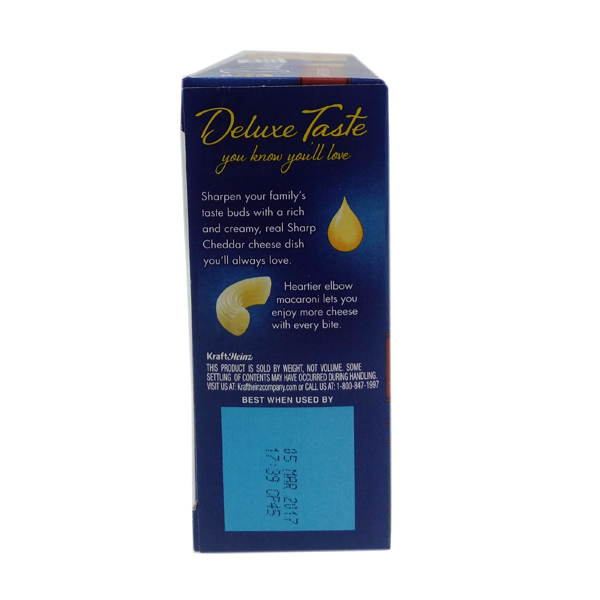 Deluxe Taste
you know you'll love
Sharpen your family's
taste buds with a rich
and creamy, real Sharp
Cheddar cheese dish
you'll always love.
Heartier elbow
macaroni lets you
enjoy more cheese
with every bite.
KraftHeinz
THIS PRODUCT IS SOLD BY WEIGHT, NOT VOLUME. SOME
SETTLING OF CONTENTS MAY HAVE OCCURRED DURING HANDLING.
VISIT US AT: Kraftheinzcompany.com or CALL US AT: 1-800-847-1997
BEST WHEN USED BY
05 MAR 2017
17:39 CP45